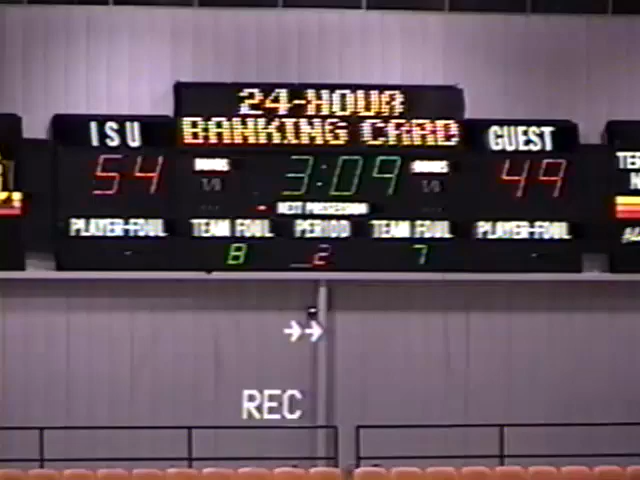 24-HOUR
BANKING CARD
ISU
GUEST
54
BONUS
3:09
BONUS
49
T/O
T/O
NEXT POSSESSION
PLAYER-FOUL
TEAM FOUL
PERIOD
TEAM FOUL
PLAYER-FOUL
8
2
7
REC